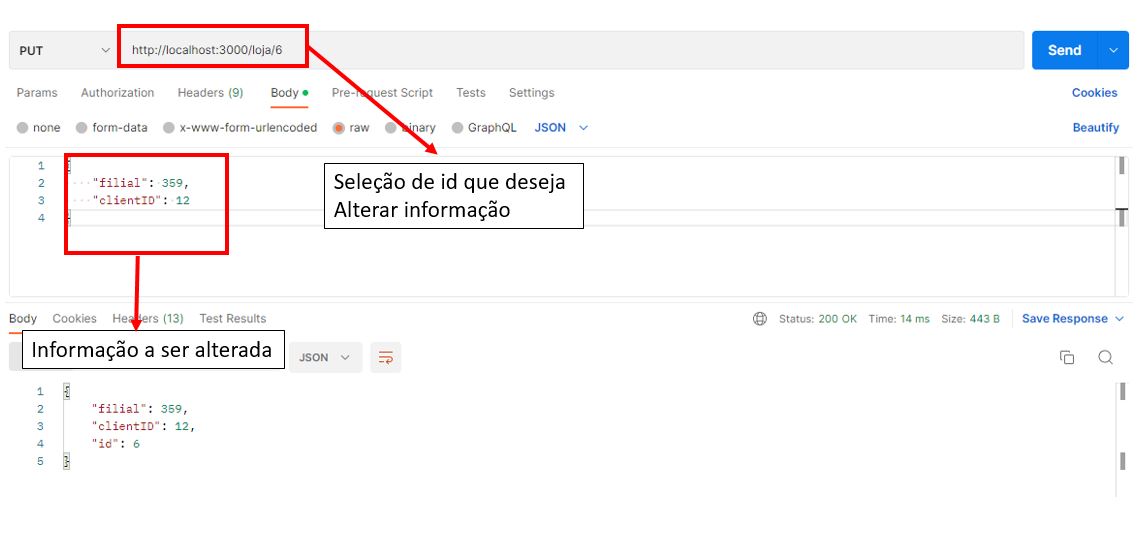 PUT
http://localhost:3000/loja/6
Send
Params Authorization Headers (9) Body Pre-request Script Tests Settings Cookies
none form-data x-www-form-urlencoded raw binary GraphQL JSON Beautify
1 {
2 "filial": 359,
3 "clientID": 12
4 }
Seleção de id que deseja
Alterar informação
Body Cookies Headers (13) Test Results Status: 200 OK Time: 14 ms Size: 443 B Save Response
Informação a ser alterada
JSON
1 {
2 "filial": 359,
3 "clientID": 12,
4 "id": 6
5 }